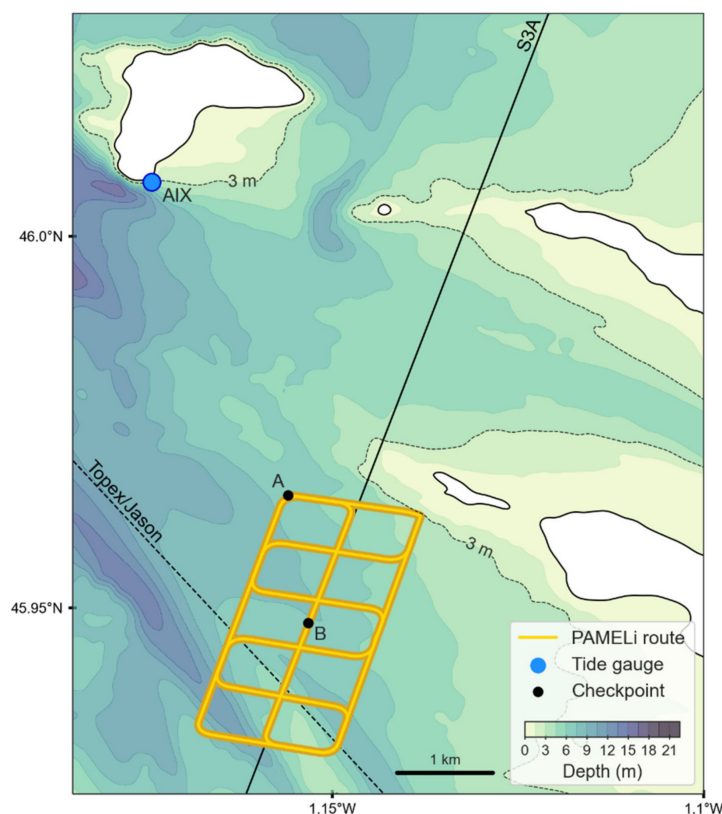 S3A
3 m
AIX
46.0°N
Topex/Jason
A
3 m
45.95°N
B
PAMELi route
Tide gauge
Checkpoint
0 3 6 9 12 15 18 21
Depth (m)
1 km
1.15°W
1.1°W